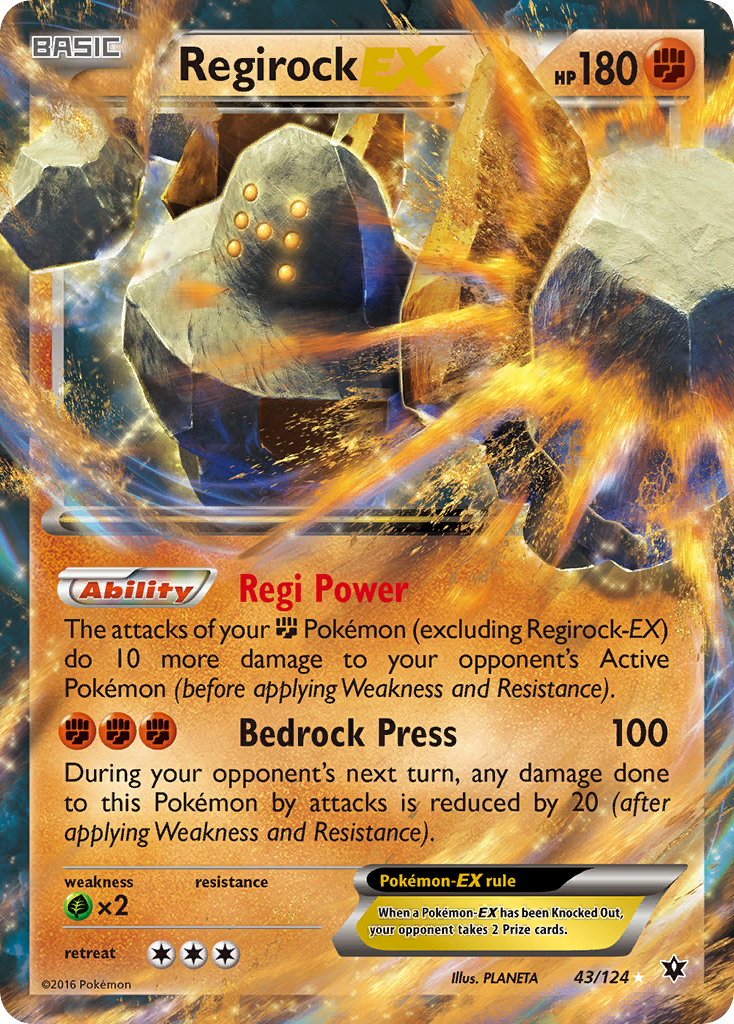 BASIC
RegirockEX
HP180
Ability Regi Power
The attacks of your Pokémon (excluding Regirock-EX)
do 10 more damage to your opponent's Active
Pokémon (before applying Weakness and Resistance).
Bedrock Press 100
During your opponent's next turn, any damage done
to this Pokémon by attacks is reduced by 20 (after
applying Weakness and Resistance).
weakness resistance
×2
retreat
Pokémon-EX rule
When a Pokémon-EX has been Knocked Out,
your opponent takes 2 Prize cards.
©2016 Pokémon
Illus. PLANETA
43/124